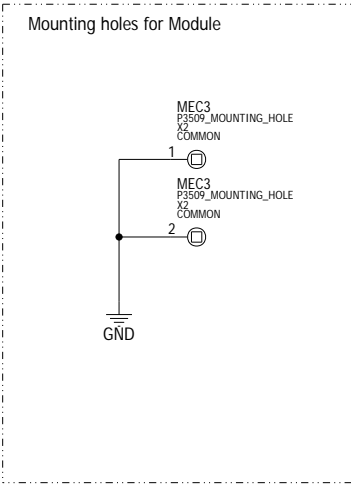 Mounting holes for Module
MEC3
P3509_MOUNTING_HOLE
X2
COMMON
1
MEC3
P3509_MOUNTING_HOLE
X2
COMMON
2
GND